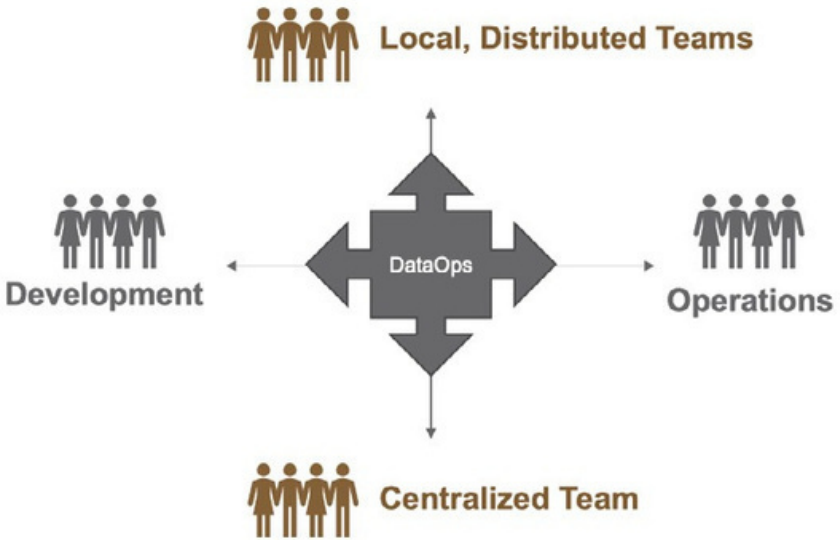 Local, Distributed Teams
DataOps
Development
Operations
Centralized Team